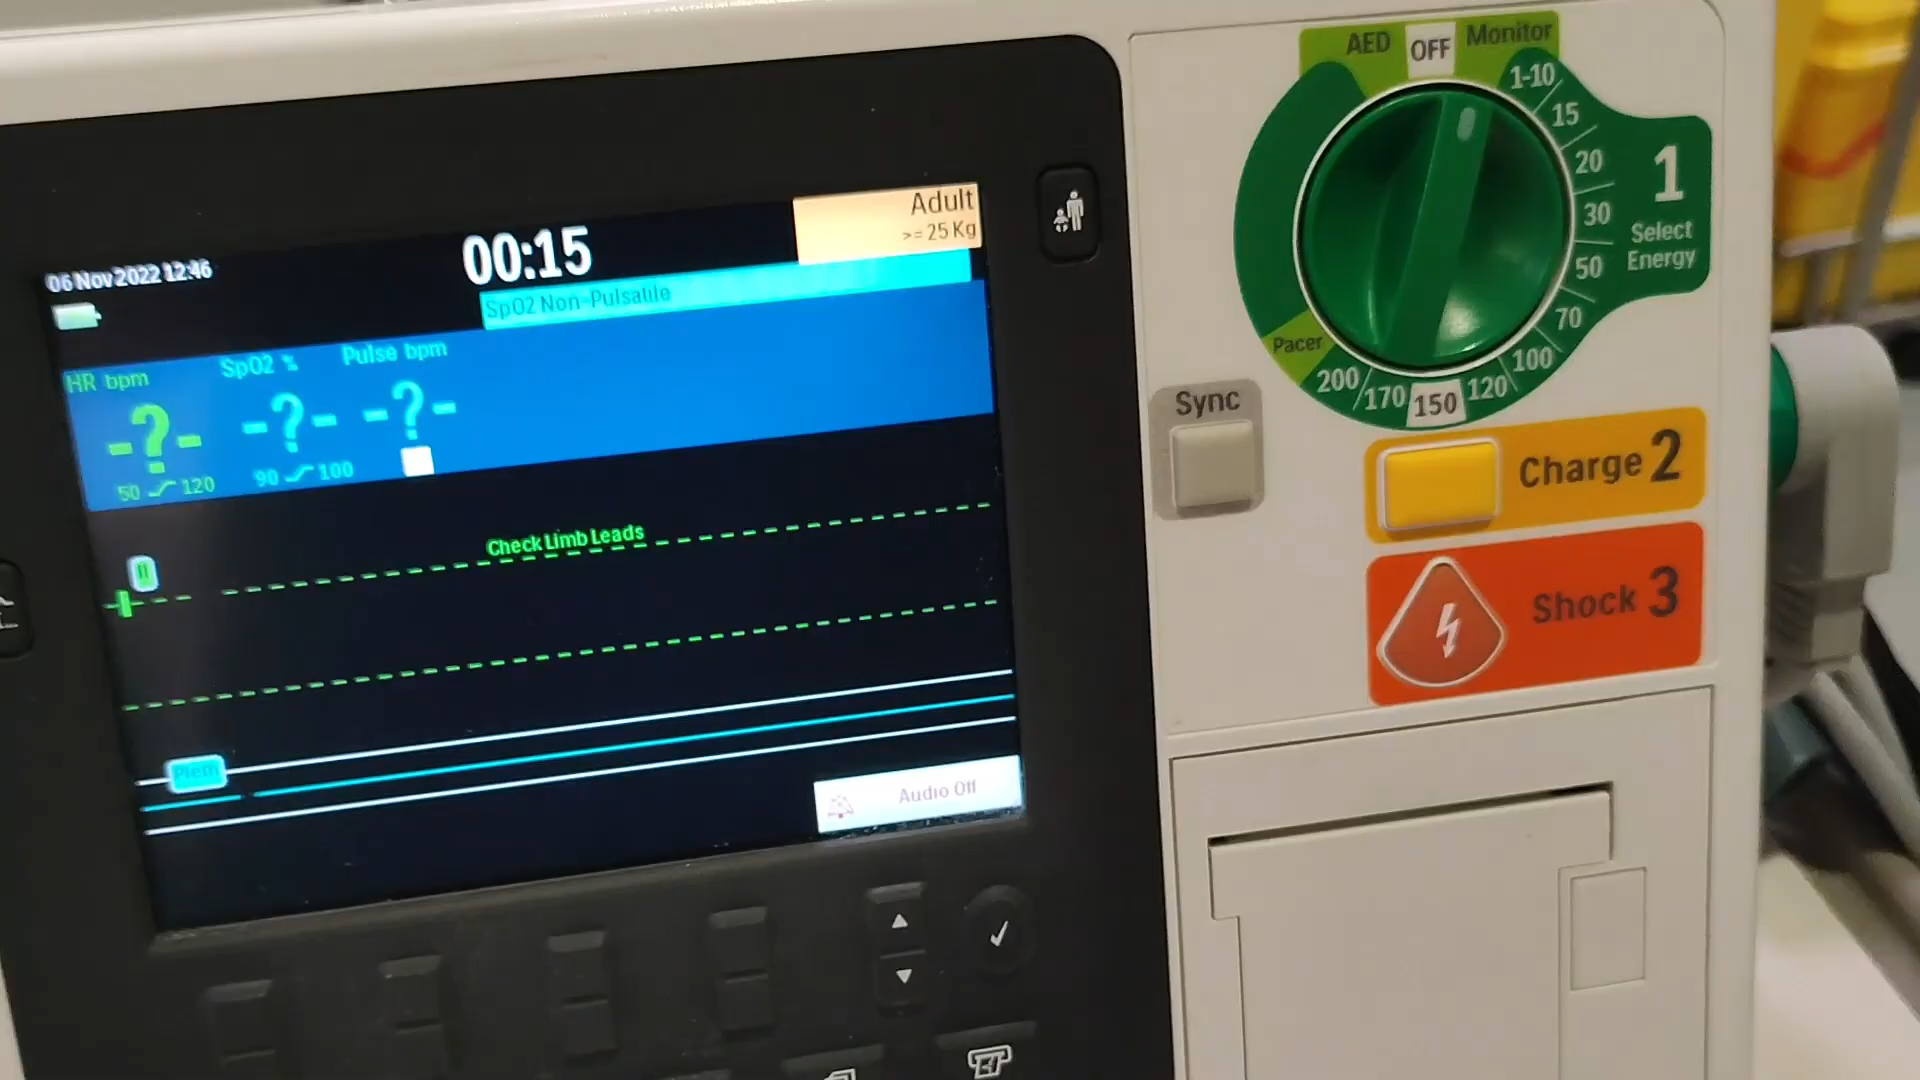 AED OFF Monitor
1-10
15
20
30
50
70
100
120
150
170
200
Pacer
1
Select
Energy
Adult
>= 25 Kg
00:15
06 Nov 2022 12:46
SpO2 Non-Pulsatile
HR bpm SpO2 % Pulse bpm
-?- -?- -?-
50 120 90 100
Sync
Charge 2
Check Limb Leads
II
Shock 3
Pleth
Audio Off